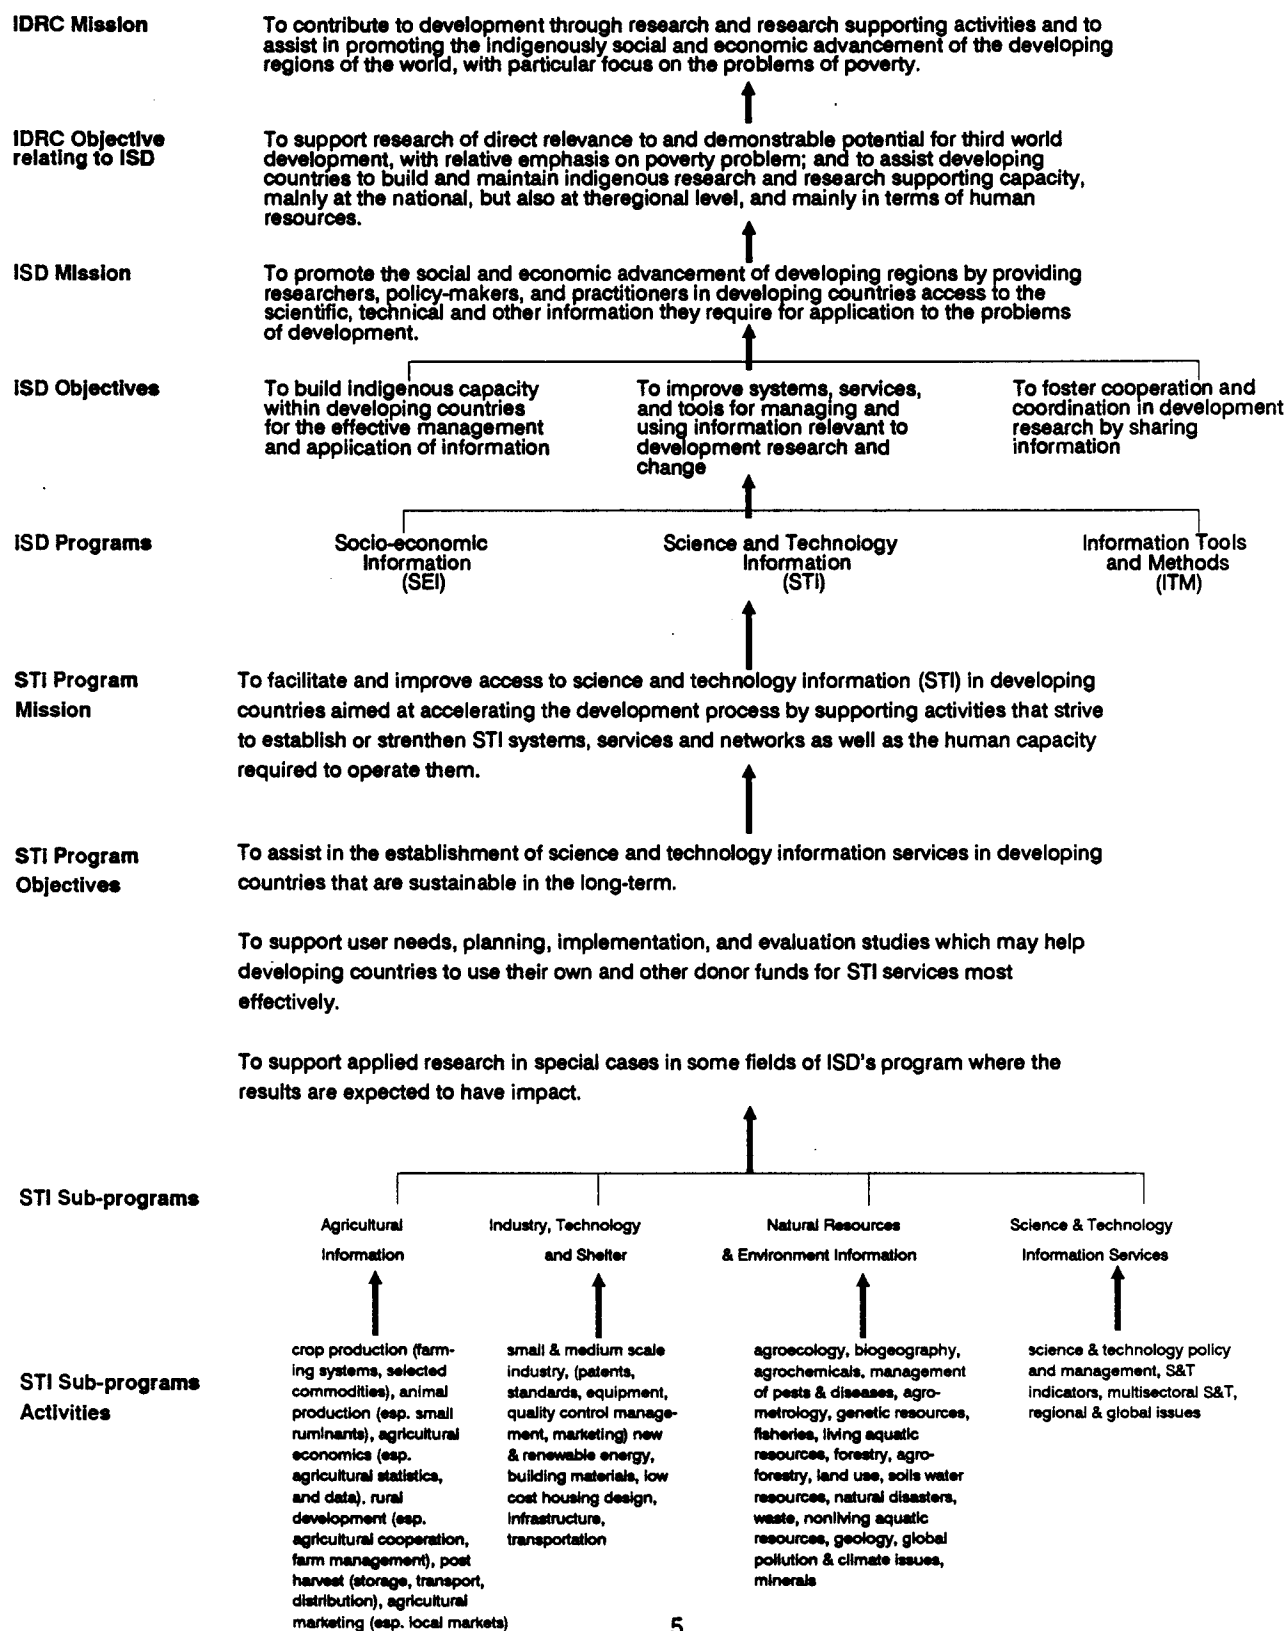 IDRC Mission
To contribute to development through research and research supporting activities and to
assist in promoting the indigenously social and economic advancement of the developing
regions of the world, with particular focus on the problems of poverty.
IDRC Objective
relating to ISD
To support research of direct relevance to and demonstrable potential for third world
development, with relative emphasis on poverty problem; and to assist developing
countries to build and maintain indigenous research and research supporting capacity,
mainly at the national, but also at theregional level, and mainly in terms of human
resources.
ISD Mission
To promote the social and economic advancement of developing regions by providing
researchers, policy-makers, and practitioners in developing countries access to the
scientific, technical and other information they require for application to the problems
of development.
ISD Objectives
To build indigenous capacity
within developing countries
for the effective management
and application of information
To improve systems, services,
and tools for managing and
using information relevant to
development research and
change
To foster cooperation and
coordination in development
research by sharing
information
ISD Programs
Socio-economic
Information
(SEI)
Science and Technology
Information
(STI)
Information Tools
and Methods
(ITM)
STI Program
Mission
To facilitate and improve access to science and technology information (STI) in developing
countries aimed at accelerating the development process by supporting activities that strive
to establish or strenthen STI systems, services and networks as well as the human capacity
required to operate them.
STI Program
Objectives
To assist in the establishment of science and technology information services in developing
countries that are sustainable in the long-term.
To support user needs, planning, implementation, and evaluation studies which may help
developing countries to use their own and other donor funds for STI services most
effectively.
To support applied research in special cases in some fields of ISD's program where the
results are expected to have impact.
STI Sub-programs
Agricultural
Information
Industry, Technology
and Shelter
Natural Resources
& Environment Information
Science & Technology
Information Services
STI Sub-programs
Activities
crop production (farm-
ing systems, selected
commodities), animal
production (esp. small
ruminants), agricultural
economics (esp.
agricultural statistics,
and data), rural
development (esp.
agricultural cooperation,
farm management), post
harvest (storage, transport,
distribution), agricultural
marketing (esp. local markets)
small & medium scale
industry, (patents,
standards, equipment,
quality control manage-
ment, marketing) new
& renewable energy,
building materials, low
cost housing design,
infrastructure,
transportation
agroecology, biogeography,
agrochemicals, management
of pests & diseases, agro-
metrology, genetic resources,
fisheries, living aquatic
resources, forestry, agro-
forestry, land use, soils water
resources, natural disasters,
waste, nonliving aquatic
resources, geology, global
pollution & climate issues,
minerals
science & technology policy
and management, S&T
indicators, multisectoral S&T,
regional & global issues
5